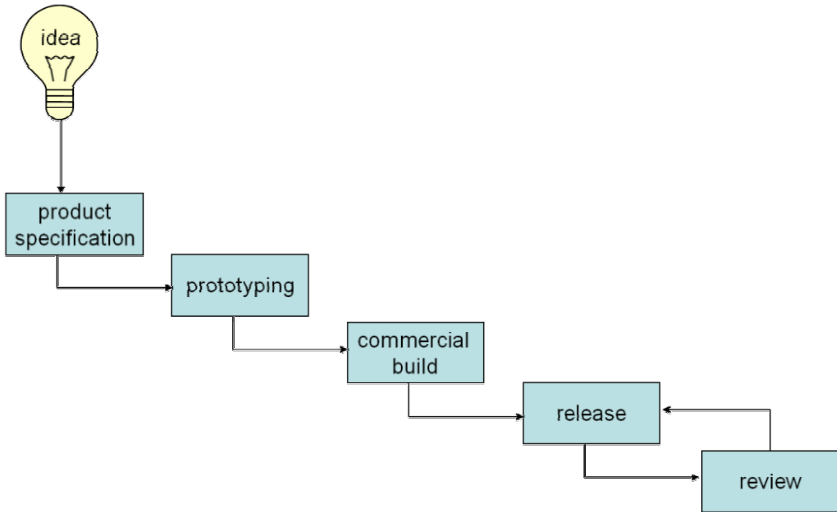 idea
product
specification
prototyping
commercial
build
release
review